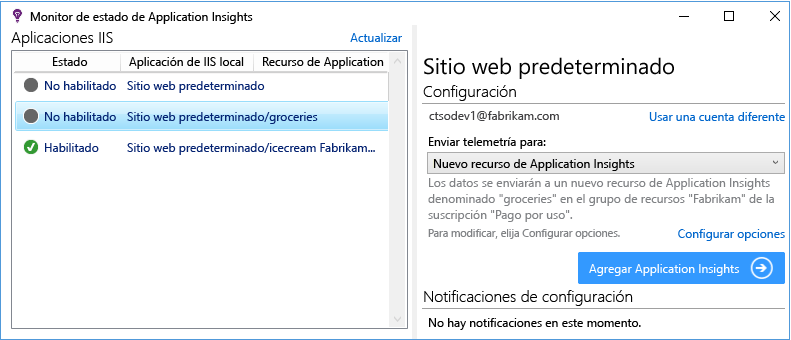 Monitor de estado de Application Insights
Aplicaciones IIS
Actualizar
Estado Aplicación de IIS local Recurso de Application
No habilitado Sitio web predeterminado
No habilitado Sitio web predeterminado/groceries
Habilitado Sitio web predeterminado/icecream Fabrikam...
Sitio web predeterminado
Configuración
ctsodev1@fabrikam.com
Usar una cuenta diferente
Enviar telemetría para:
Nuevo recurso de Application Insights
Los datos se enviarán a un nuevo recurso de Application Insights
denominado "groceries" en el grupo de recursos "Fabrikam" de la
suscripción "Pago por uso".
Para modificar, elija Configurar opciones.
Configurar opciones
Agregar Application Insights
Notificaciones de configuración
No hay notificaciones en este momento.